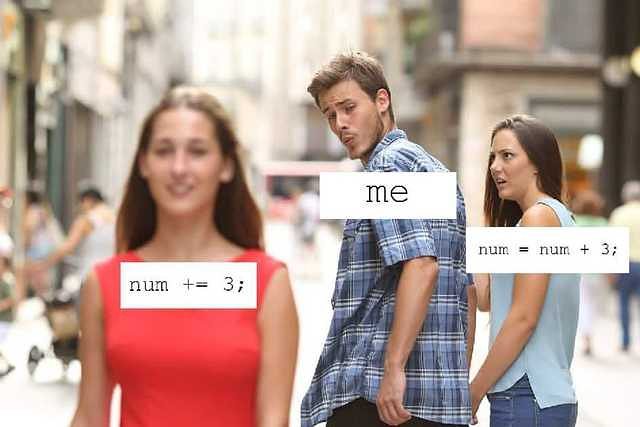 me
num = num + 3;
num += 3;